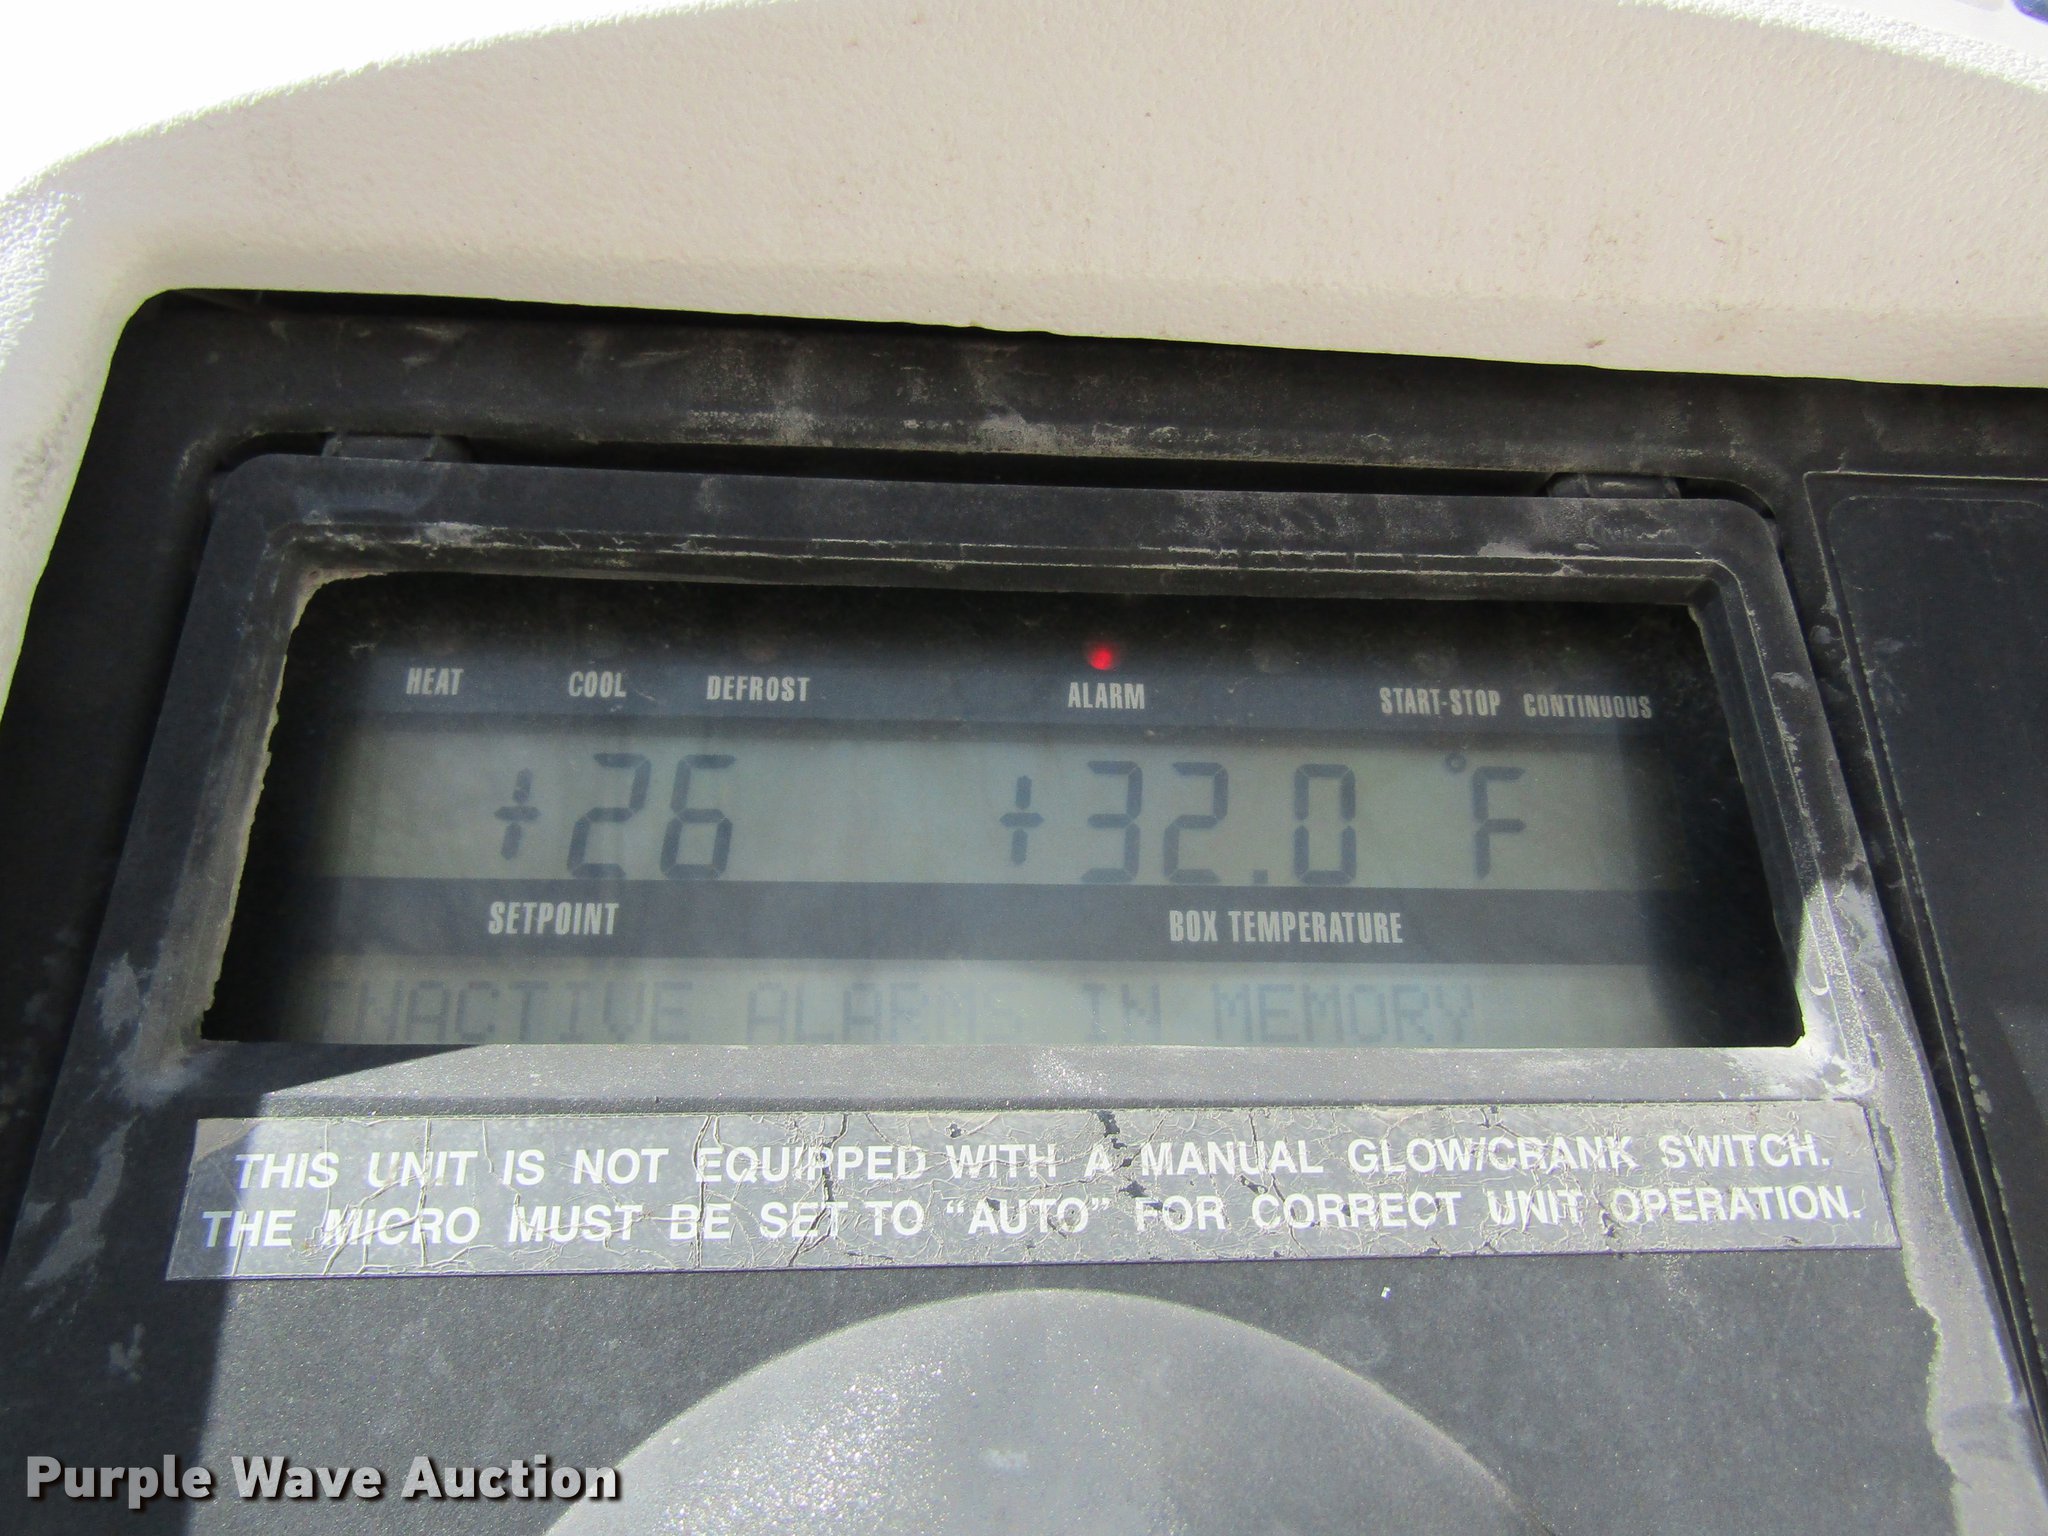 HEAT COOL DEFROST ALARM START-STOP CONTINUOUS
+26 +32.0 °F
SETPOINT BOX TEMPERATURE
INACTIVE ALARMS IN MEMORY
THIS UNIT IS NOT EQUIPPED WITH A MANUAL GLOW/CRANK SWITCH.
THE MICRO MUST BE SET TO “AUTO” FOR CORRECT UNIT OPERATION.
Purple Wave Auction